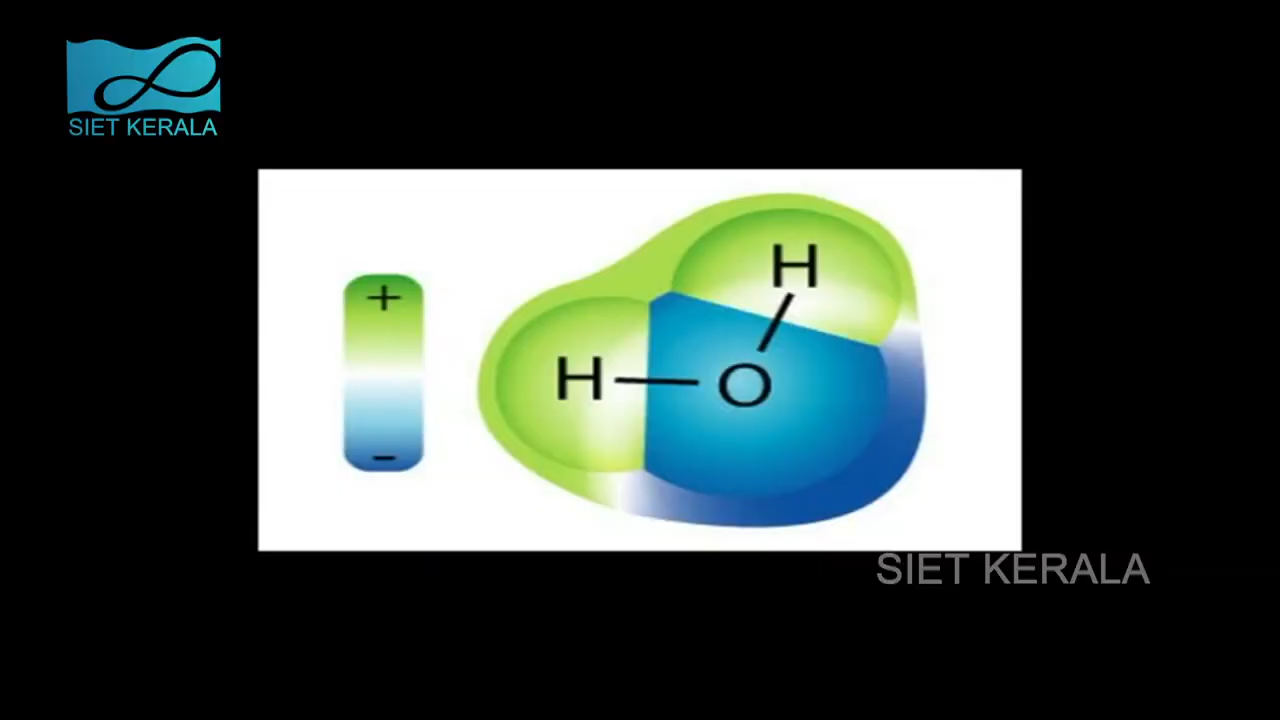 SIET KERALA
+
H
H
O
-
SIET KERALA